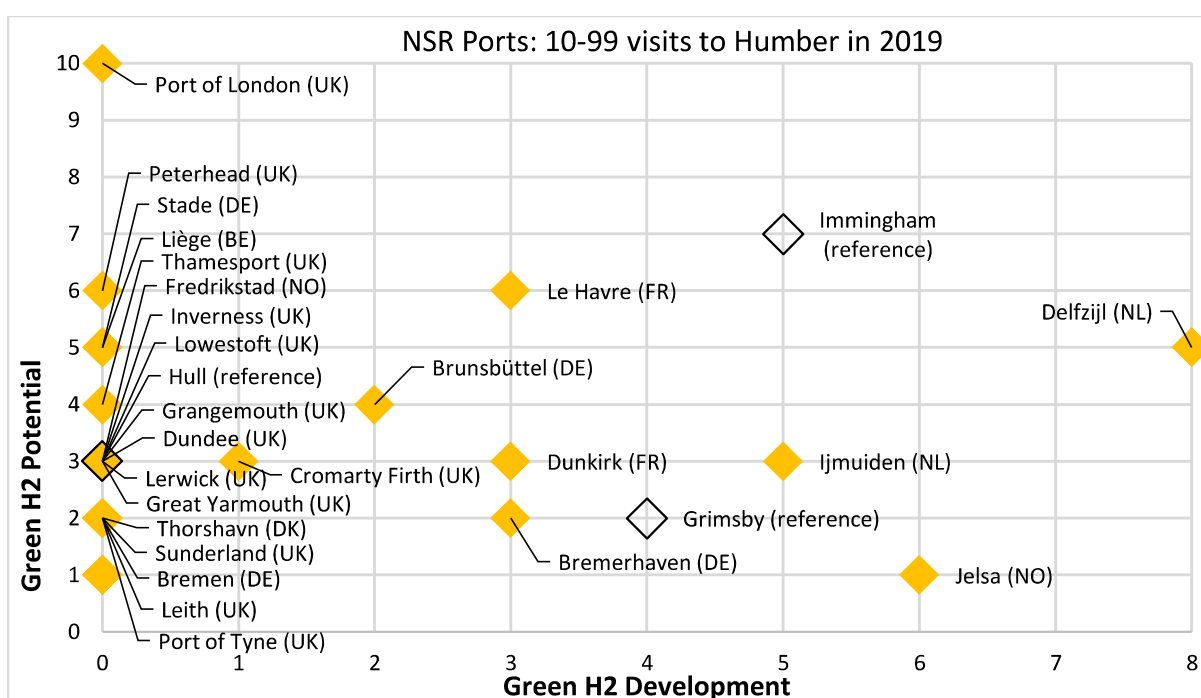 NSR Ports: 10-99 visits to Humber in 2019
10
Port of London (UK)
9
8
Peterhead (UK)
Stade (DE)
7
Immingham
(reference)
Liège (BE)
Thamesport (UK)
6
Fredrikstad (NO)
Le Havre (FR)
Inverness (UK)
Delfzijl (NL)
5
Lowestoft (UK)
Hull (reference)
Brunsbüttel (DE)
4
Grangemouth (UK)
Dundee (UK)
3
Lerwick (UK)
Cromarty Firth (UK)
Dunkirk (FR)
Ijmuiden (NL)
Great Yarmouth (UK)
2
Thorshavn (DK)
Grimsby (reference)
Sunderland (UK)
Bremerhaven (DE)
1
Bremen (DE)
Jelsa (NO)
Leith (UK)
0
Port of Tyne (UK)
Green H2 Potential
0 1 2 3 4 5 6 7 8
Green H2 Development